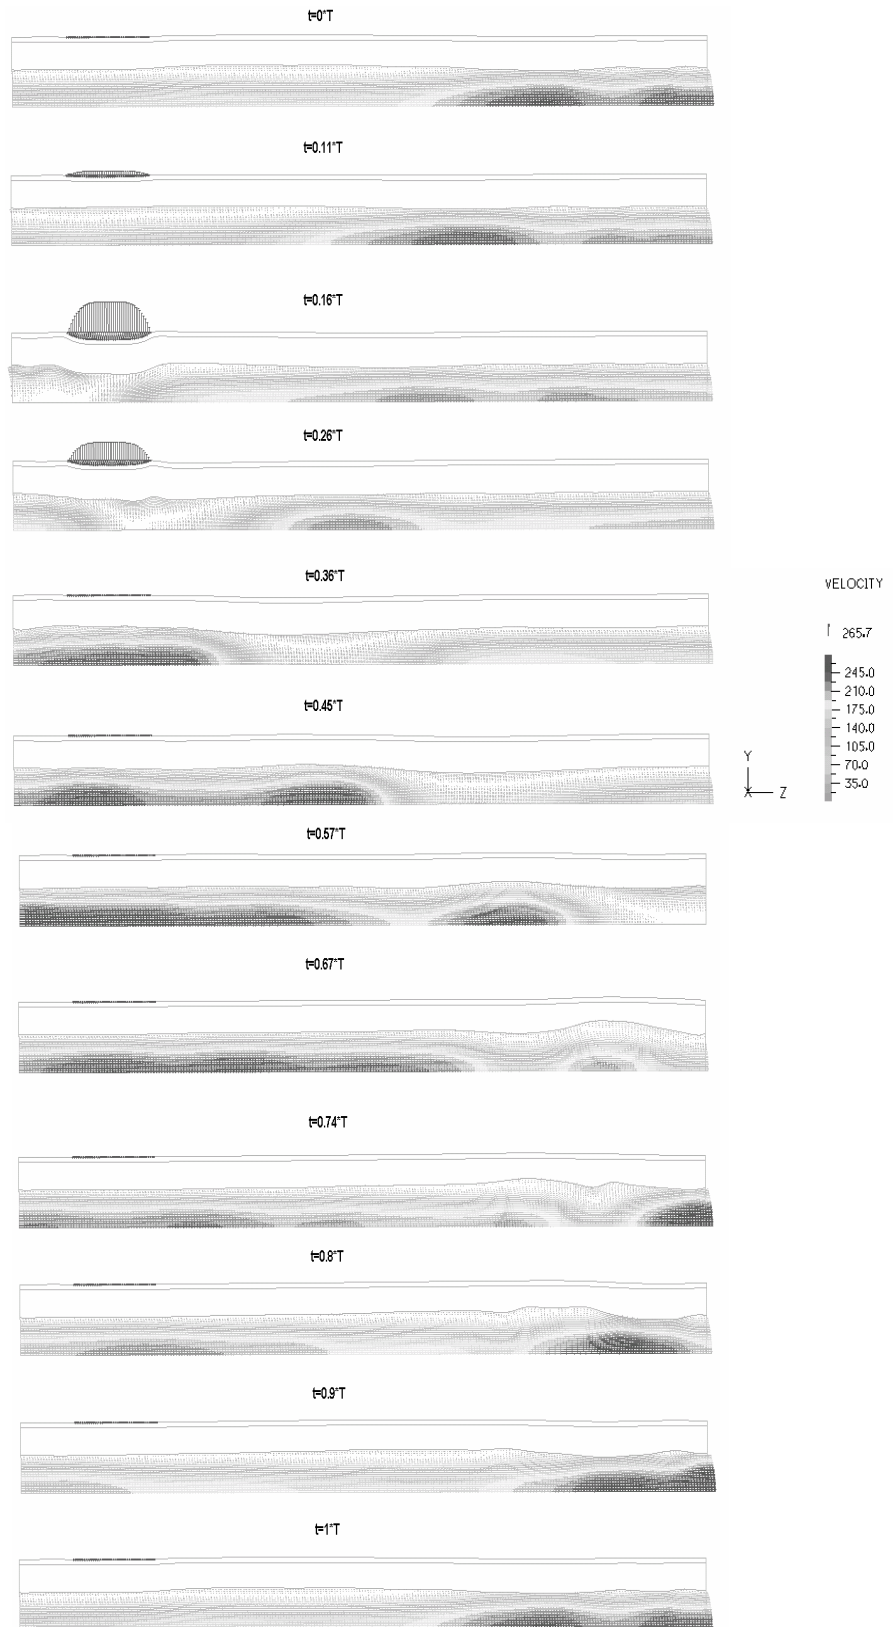 t=0*T
t=0.11*T
t=0.16*T
t=0.26*T
t=0.36*T
VELOCITY
265.7
245.0
210.0
175.0
140.0
105.0
70.0
35.0
t=0.45*T
Y
X Z
t=0.57*T
t=0.67*T
t=0.74*T
t=0.8*T
t=0.9*T
t=1*T